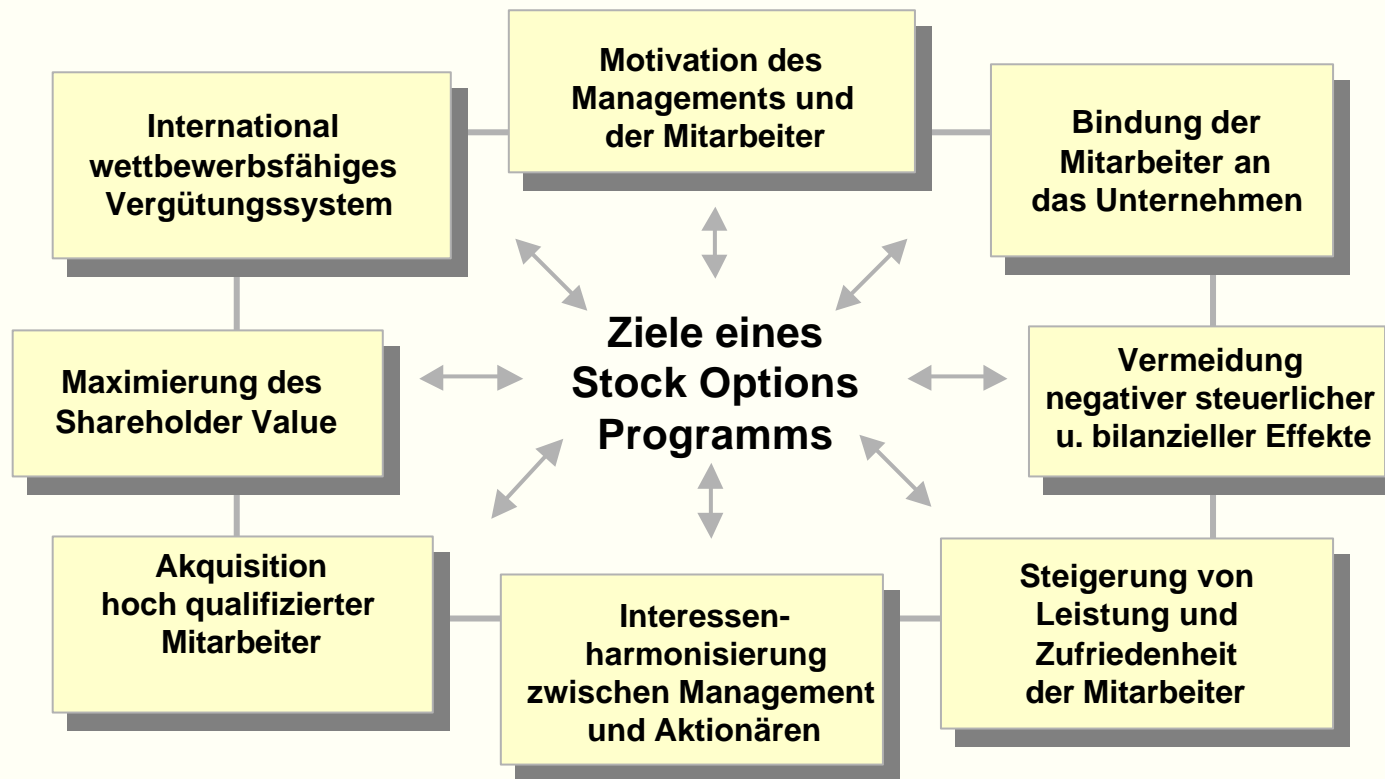 Motivation des
Managements und
der Mitarbeiter
International
wettbewerbsfähiges
Vergütungssystem
Bindung der
Mitarbeiter an
das Unternehmen
Ziele eines
Stock Options
Programms
Maximierung des
Shareholder Value
Vermeidung
negativer steuerlicher
u. bilanzieller Effekte
Akquisition
hoch qualifizierter
Mitarbeiter
Interessen-
harmonisierung
zwischen Management
und Aktionären
Steigerung von
Leistung und
Zufriedenheit
der Mitarbeiter